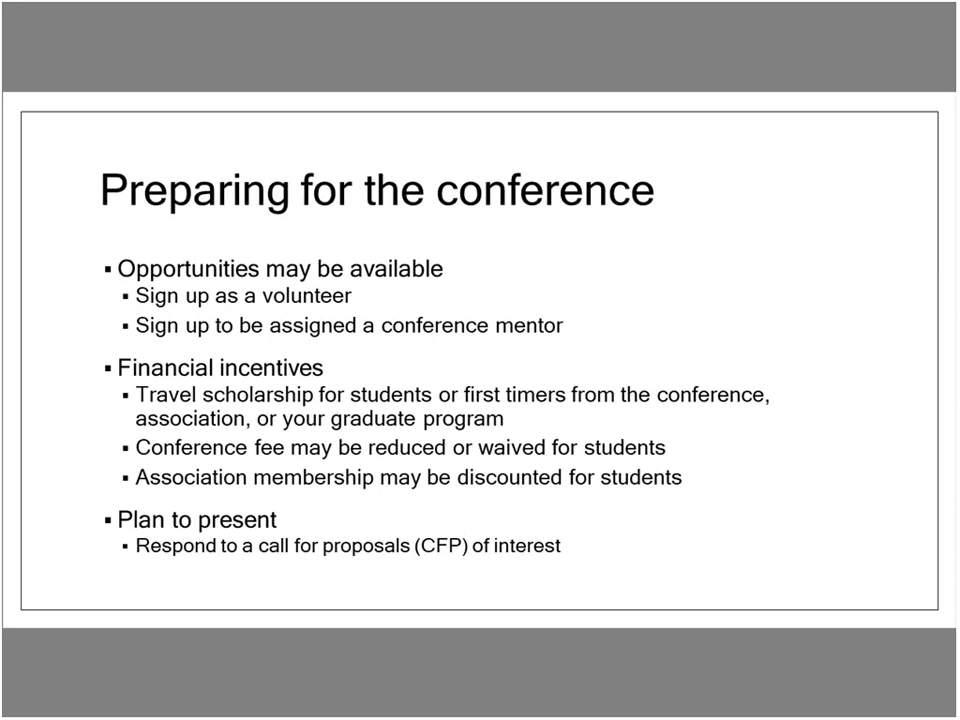 Preparing for the conference
▪ Opportunities may be available
▪ Sign up as a volunteer
▪ Sign up to be assigned a conference mentor
▪ Financial incentives
▪ Travel scholarship for students or first timers from the conference,
association, or your graduate program
▪ Conference fee may be reduced or waived for students
▪ Association membership may be discounted for students
▪ Plan to present
▪ Respond to a call for proposals (CFP) of interest